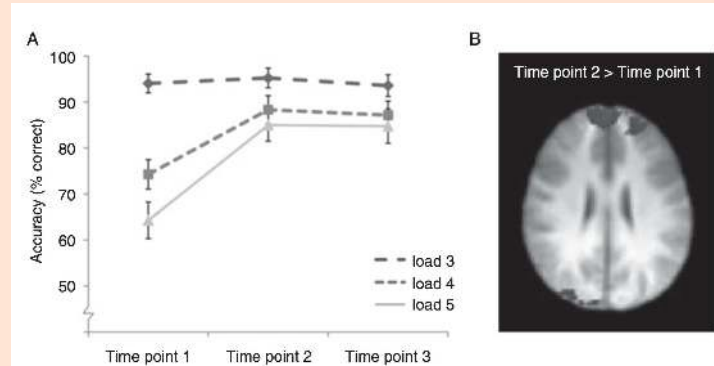 A
B
Time point 2 > Time point 1
Accuracy (% correct)
100
90
80
70
60
50
load 3
load 4
load 5
Time point 1
Time point 2
Time point 3